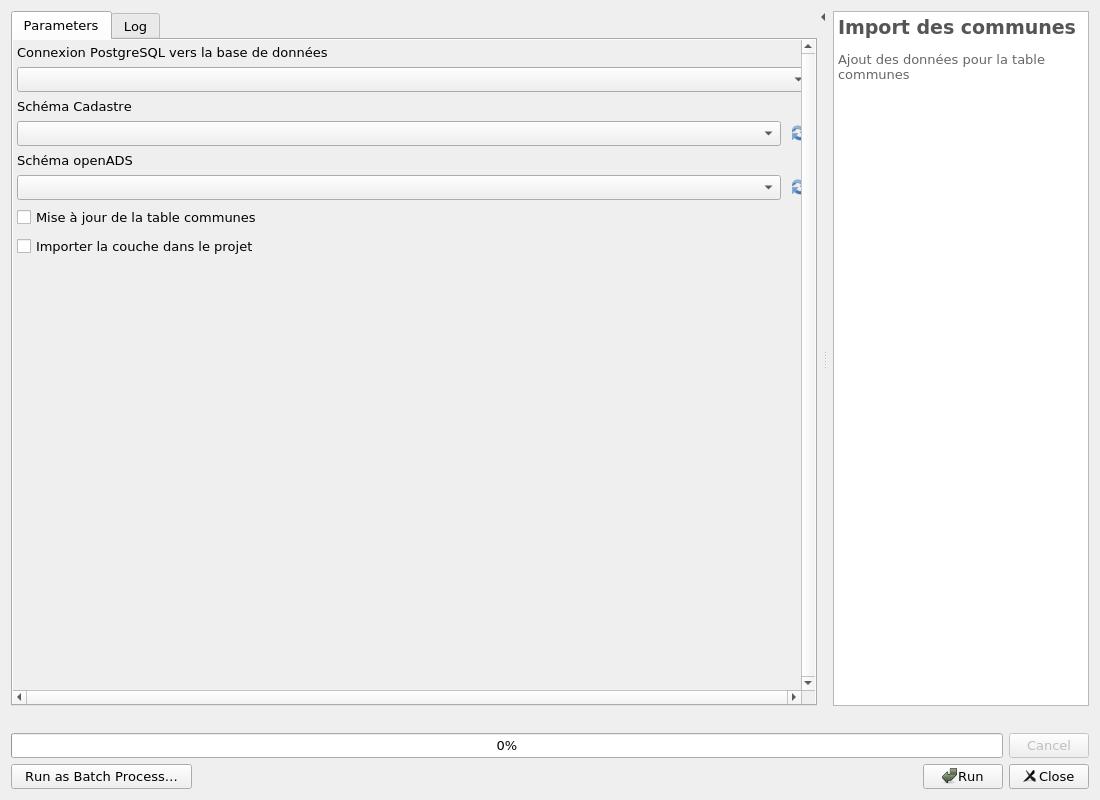 Parameters
Log
Connexion PostgreSQL vers la base de données
Schéma Cadastre
Schéma openADS
Mise à jour de la table communes
Importer la couche dans le projet
Import des communes
Ajout des données pour la table
communes
0%
Cancel
Run as Batch Process…
Run
Close